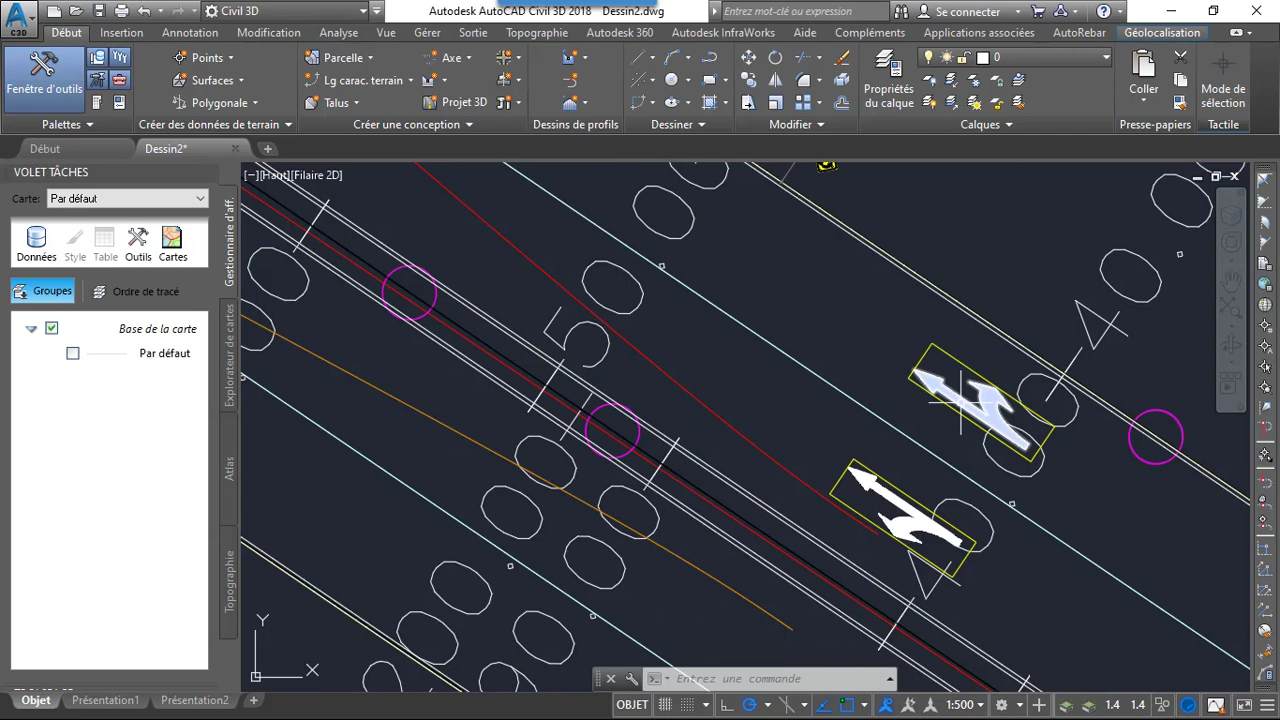 Civil 3D
Autodesk AutoCAD Civil 3D 2018 Dessin2.dwg
Entrez mot-clé ou expression
Se connecter
C3D
Début Insertion Annotation Modification Analyse Vue Gérer Sortie Topographie Autodesk 360 Autodesk InfraWorks Aide Compléments Applications associées AutoRebar Géolocalisation
Fenêtre d'outils
Palettes
Points
Surfaces
Polygonale
Créer des données de terrain
Parcelle
Lg carac. terrain
Talus
Axe
Projet 3D
Créer une conception
Dessins de profils
Dessiner
Modifier
Propriétés
du calque
0
Calques
Coller
Presse-papiers
Mode de
sélection
Tactile
Début
Dessin2*
VOLET TÂCHES
Carte: Par défaut
Données Style Table Outils Cartes
Groupes
Ordre de tracé
Base de la carte
Par défaut
Gestionnaire d'aff.
Explorateur de cartes
Atlas
Topographie
[−][Haut][Filaire 2D]
Y
X
Entrez une commande
Objet Présentation1 Présentation2
OBJET
1:500
1.4 1.4